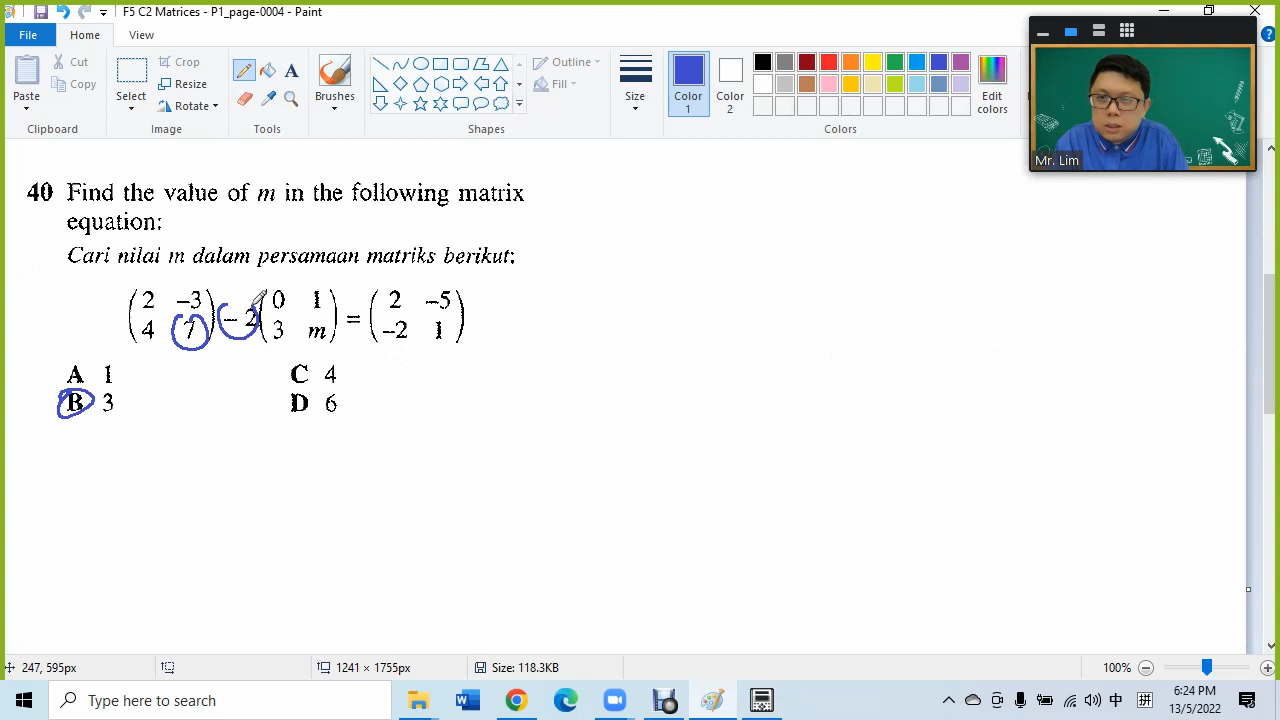 F5 C2 Matrices - P1_page-0004 - Paint
File Home View
Paste
Cut
Copy
Clipboard
Select
Crop
Resize
Rotate
Image
A
Tools
Brushes
Outline
Fill
Shapes
Size
Color 1
Color 2
Edit colors
Colors
Mr. Lim
40 Find the value of m in the following matrix
equation:
Cari nilai m dalam persamaan matriks berikut:
(2 -3) - 2(0 1) = (2 -5)
(4 7) (3 m) (-2 1)
A 1 C 4
B 3 D 6
247, 595px
1241 × 1755px
Size: 118.3KB
100%
Type here to search
W
中
拼
6:24 PM
13/5/2022